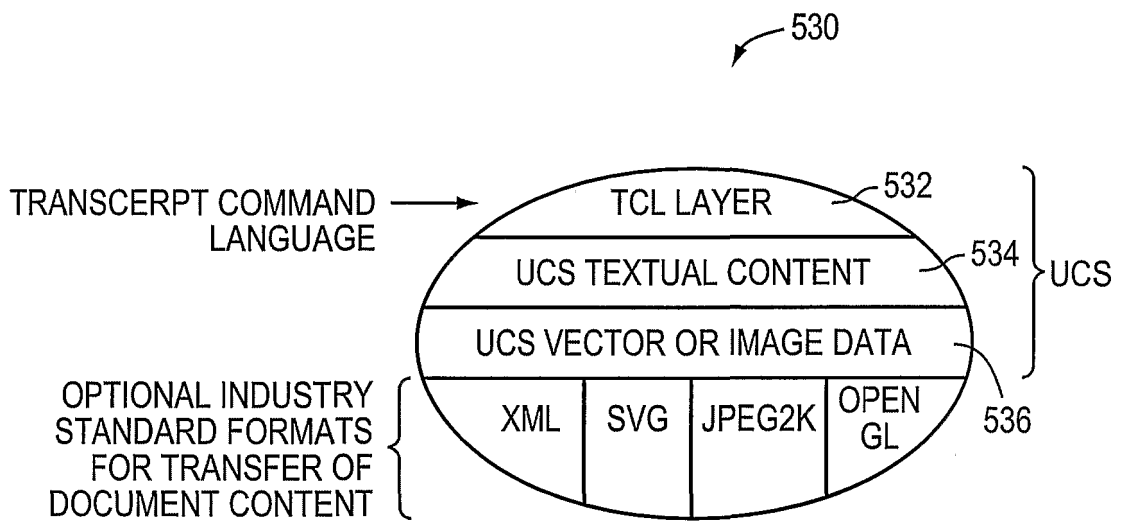 530
TRANSCERPT COMMAND
LANGUAGE
TCL LAYER
532
UCS TEXTUAL CONTENT
534
UCS
UCS VECTOR OR IMAGE DATA
536
OPTIONAL INDUSTRY
STANDARD FORMATS
FOR TRANSFER OF
DOCUMENT CONTENT
XML
SVG
JPEG2K
OPEN
GL